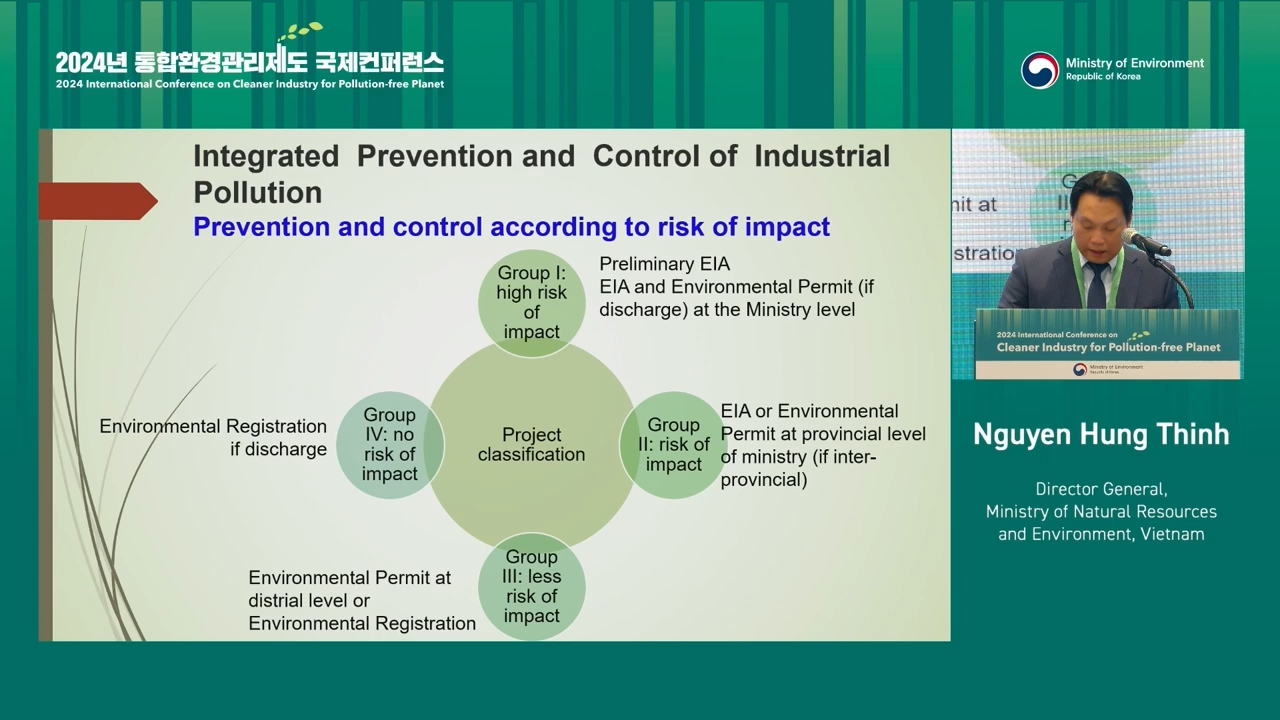 2024년 통합환경관리제도 국제컨퍼런스
2024 International Conference on Cleaner Industry for Pollution-free Planet
Ministry of Environment
Republic of Korea
Integrated Prevention and Control of Industrial
Pollution
Prevention and control according to risk of impact
Group I:
high risk
of
impact
Preliminary EIA
EIA and Environmental Permit (if
discharge) at the Ministry level
Environmental Registration
if discharge
Group
IV: no
risk of
impact
Project
classification
Group
II: risk of
impact
EIA or Environmental
Permit at provincial level
of ministry (if inter-
provincial)
Environmental Permit at
distrial level or
Environmental Registration
Group
III: less
risk of
impact
2024 International Conference on
Cleaner Industry for Pollution-free Planet
Ministry of Environment
Republic of Korea
Nguyen Hung Thinh
Director General,
Ministry of Natural Resources
and Environment, Vietnam